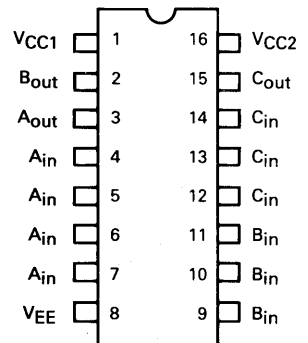 VCC1 1 16 VCC2
Bout 2 15 Cout
Aout 3 14 Cin
Ain 4 13 Cin
Ain 5 12 Cin
Ain 6 11 Bin
Ain 7 10 Bin
VEE 8 9 Bin